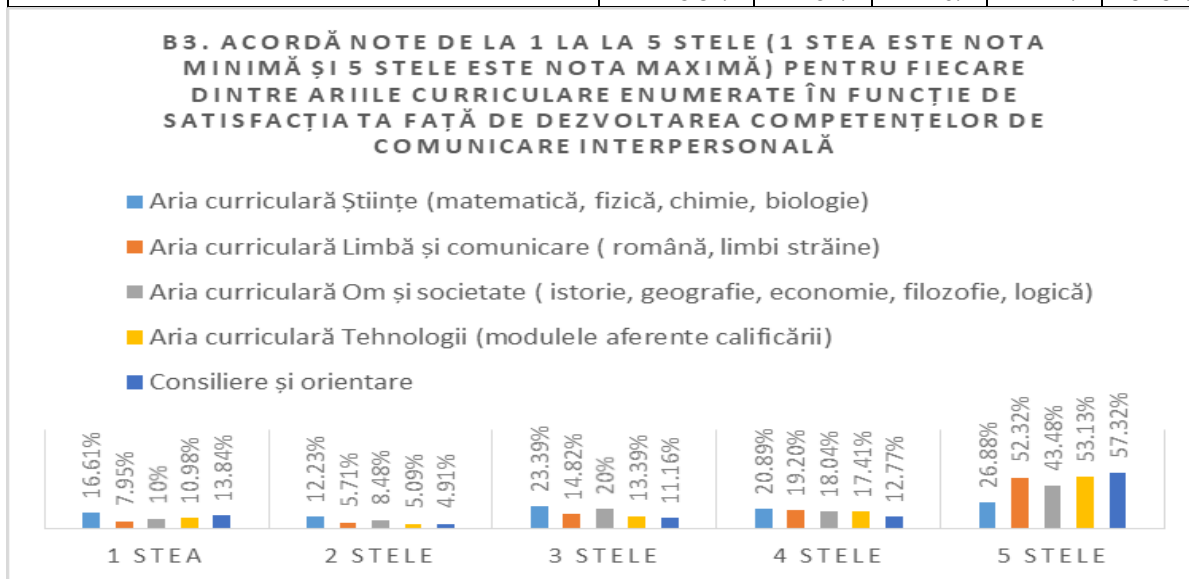 B3. ACORDĂ NOTE DE LA 1 LA LA 5 STELE (1 STEA ESTE NOTA
MINIMĂ ȘI 5 STELE ESTE NOTA MAXIMĂ) PENTRU FIECARE
DINTRE ARIILE CURRICULARE ENUMERATE ÎN FUNCȚIE DE
SATISFACȚIA TA FAȚĂ DE DEZVOLTAREA COMPETENȚELOR DE
COMUNICARE INTERPERSONALĂ
Aria curriculară Științe (matematică, fizică, chimie, biologie)
Aria curriculară Limbă și comunicare ( română, limbi străine)
Aria curriculară Om și societate ( istorie, geografie, economie, filozofie, logică)
Aria curriculară Tehnologii (modulele aferente calificării)
Consiliere și orientare
16.61%
7.95%
10%
10.98%
13.84%
12.23%
5.71%
8.48%
5.09%
4.91%
23.39%
14.82%
20%
13.39%
11.16%
20.89%
19.20%
18.04%
17.41%
12.77%
26.88%
52.32%
43.48%
53.13%
57.32%
1 STEA
2 STELE
3 STELE
4 STELE
5 STELE